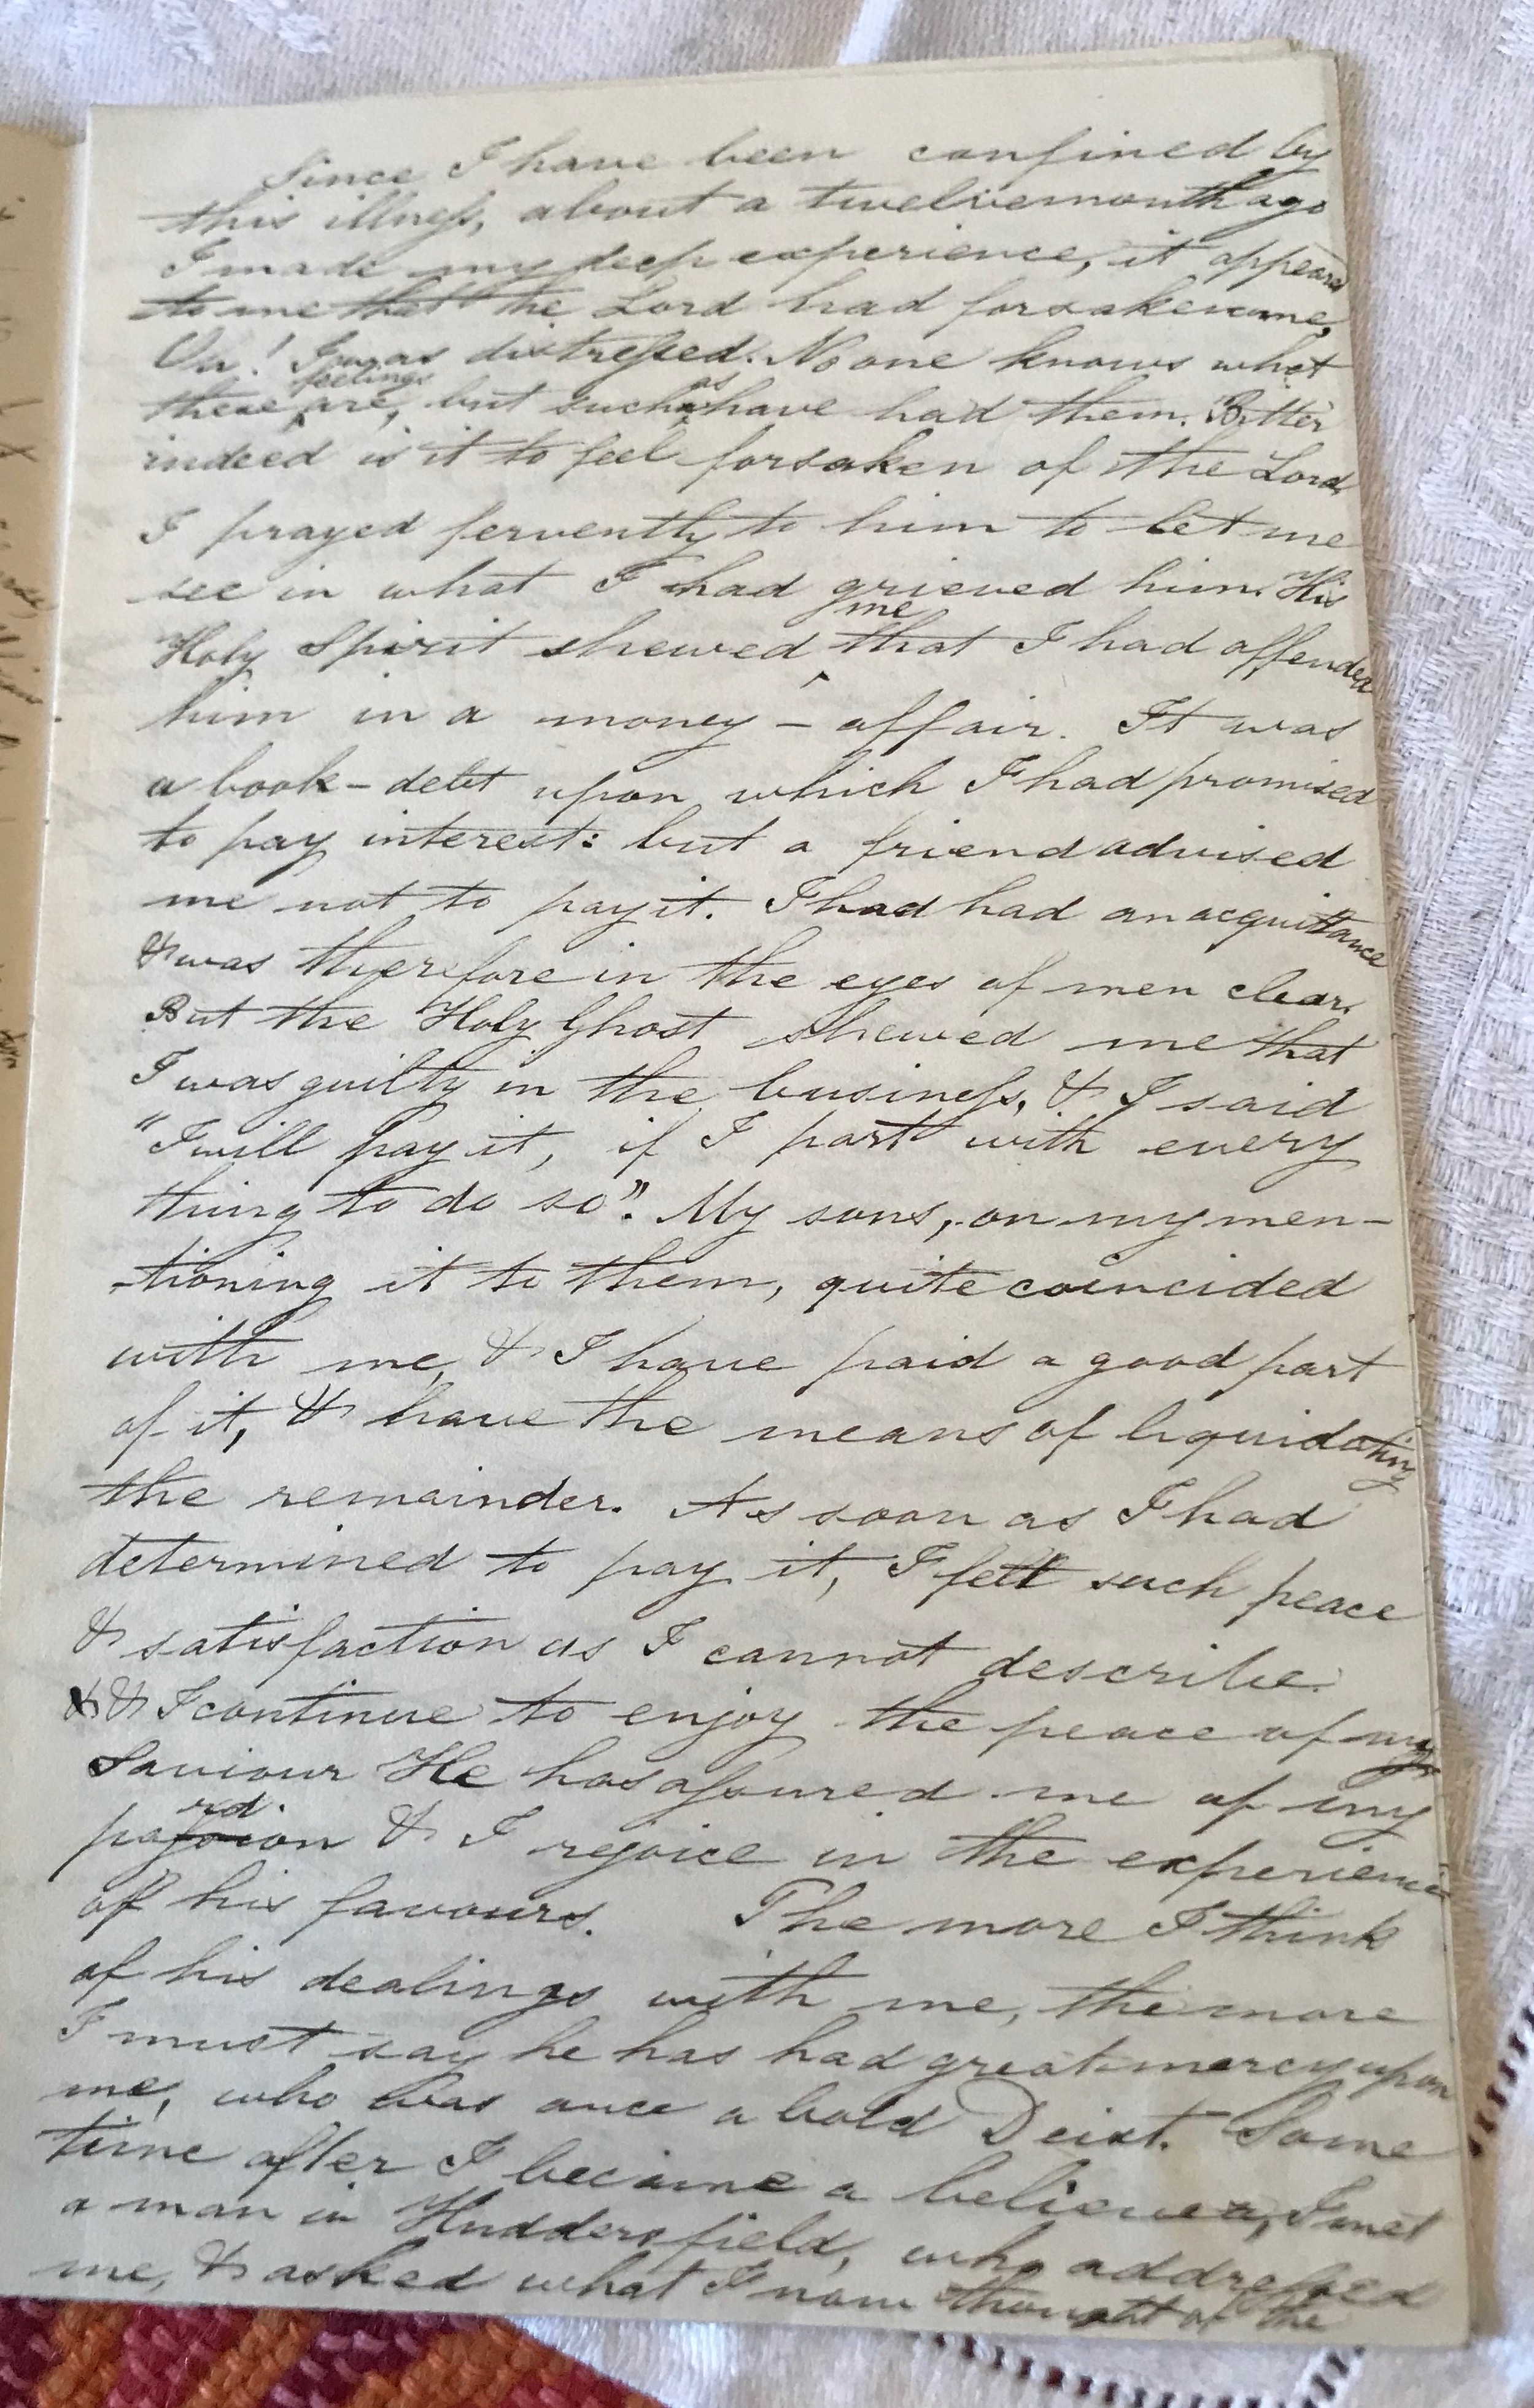 Since I have been confined by
this illness, about a twelvemonth ago
I made my deep experience, it appeared
to me that the Lord had forsaken me,
Oh! I was distressed. No one knows what
these feelings are, but such as have had them. Bitter
indeed is it to feel forsaken of the Lord.
I prayed fervently to him to let me
see in what I had grieved him. His
Holy Spirit shewed me that I had offended
him in a money - affair. It was
a book-debt upon which I had promised
to pay interest: but a friend advised
me not to pay it. I had had an acquittance
& was therefore in the eyes of men clear.
But the Holy Ghost shewed me that
I was guilty in the business, & I said
"I will pay it, if I part with every
thing to do so". My sons, on my men-
-tioning it to them, quite coincided
with me, & I have paid a good part
of it, & have the means of liquidating
the remainder. As soon as I had
determined to pay it, I felt such peace
& satisfaction as I cannot describe.
& I continue to enjoy the peace of my
Saviour He has assured me of my
pardon & I rejoice in the experience
of his favours. The more I think
of his dealings with me, the more
I must say he has had great mercy upon
me, who was once a bold Deist. Some
time after I became a believer, I met
a man in Huddersfield, who addressed
me, & asked what I now thought of the